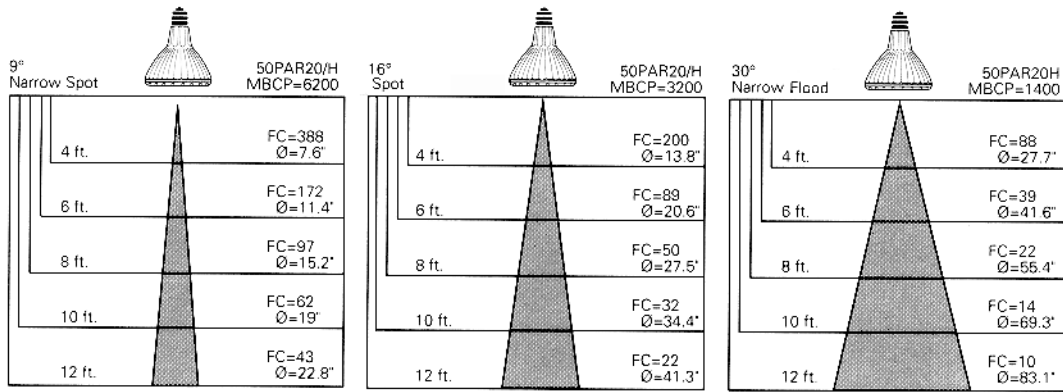 9°
Narrow Spot
50PAR20/H
MBCP=6200
4 ft.
FC=388
Ø=7.6"
6 ft.
FC=172
Ø=11.4"
8 ft.
FC=97
Ø=15.2"
10 ft.
FC=62
Ø=19"
12 ft.
FC=43
Ø=22.8"
16°
Spot
50PAR20/H
MBCP=3200
4 ft.
FC=200
Ø=13.8"
6 ft.
FC=89
Ø=20.6"
8 ft.
FC=50
Ø=27.5"
10 ft.
FC=32
Ø=34.4"
12 ft.
FC=22
Ø=41.3"
30°
Narrow Flood
50PAR20H
MBCP=1400
4 ft.
FC=88
Ø=27.7"
6 ft.
FC=39
Ø=41.6"
8 ft.
FC=22
Ø=55.4"
10 ft.
FC=14
Ø=69.3"
12 ft.
FC=10
Ø=83.1"